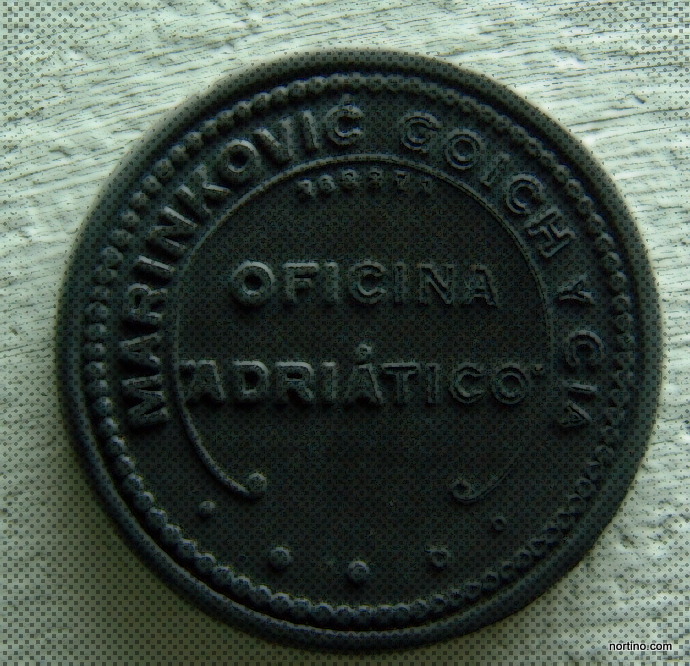 MARINKOVIĆ GOICH Y CIA
OFICINA
"ADRIÁTICO"
nortino.com